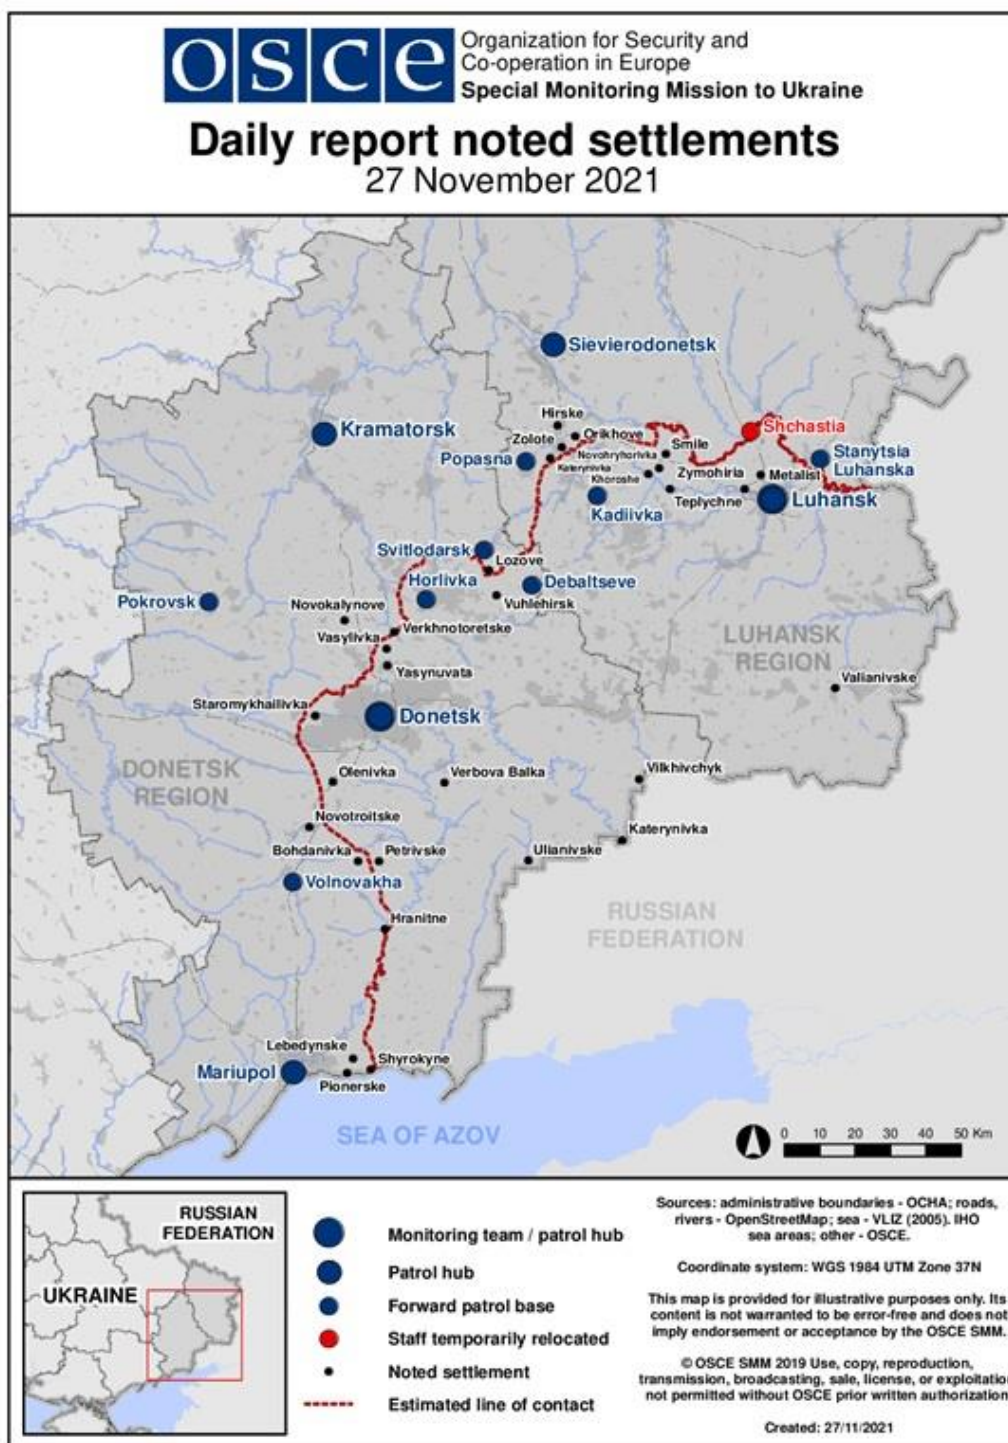 osce
Organization for Security and
Co-operation in Europe
Special Monitoring Mission to Ukraine
Daily report noted settlements
27 November 2021
Sievierodonetsk
Kramatorsk
Hirske
Orikhove
Shchastia
Zolote
Smile
Popasna
Novohryhorivka
Katerynivka
Stanytsia
Luhanska
Khoroshe
Zymohiria
Metalist
Kadiivka
Teplychne
Luhansk
Svitlodarsk
Lozove
Horlivka
Debaltseve
Pokrovsk
Novokalynove
Vuhlehirsk
Vasylivka
Verkhnotoretske
LUHANSK
REGION
Yasynuvata
Valianivske
Staromykhailivka
Donetsk
DONETSK
REGION
Olenivka
Verbova Balka
Vilkhivchyk
Novotroitske
Katerynivka
Bohdanivka
Petrivske
Ulianivske
Volnovakha
Hranitne
RUSSIAN
FEDERATION
Lebedynske
Shyrokyne
Mariupol
Pionerske
SEA OF AZOV
0 10 20 30 40 50 Km
RUSSIAN
FEDERATION
UKRAINE
Monitoring team / patrol hub
Patrol hub
Forward patrol base
Staff temporarily relocated
Noted settlement
Estimated line of contact
Sources: administrative boundaries - OCHA; roads,
rivers - OpenStreetMap; sea - VLIZ (2005). IHO
sea areas; other - OSCE.
Coordinate system: WGS 1984 UTM Zone 37N
This map is provided for illustrative purposes only. Its
content is not warranted to be error-free and does not
imply endorsement or acceptance by the OSCE SMM.
© OSCE SMM 2019 Use, copy, reproduction,
transmission, broadcasting, sale, license, or exploitatio
not permitted without OSCE prior written authorization
Created: 27/11/2021